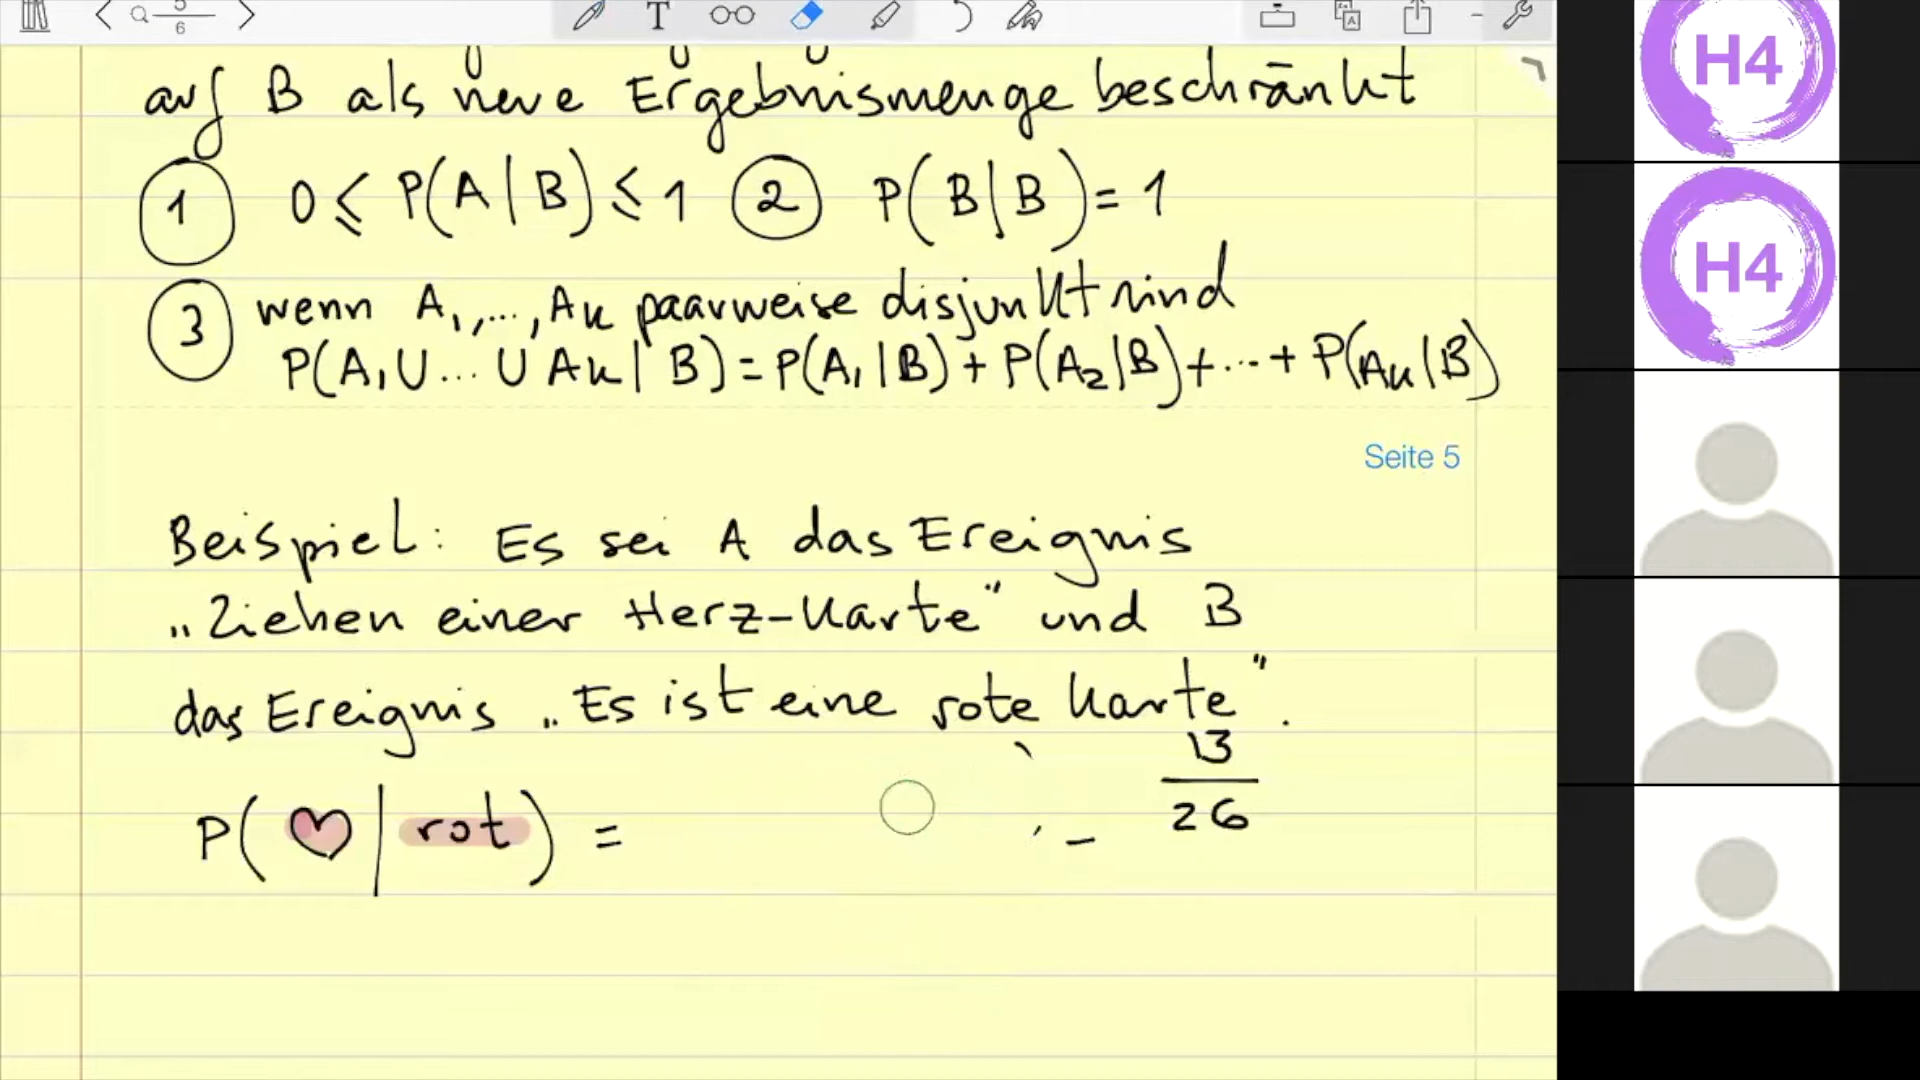 5
6
T
A
auf B als neue Ergebnismenge beschränkt
① 0 ≤ P(A | B) ≤ 1 ② P(B | B) = 1
③ wenn A₁,...,Aₖ paarweise disjunkt sind
P(A₁ ∪ ... ∪ Aₖ | B) = P(A₁ | B) + P(A₂ | B) + ... + P(Aₖ | B)
Seite 5
Beispiel: Es sei A das Ereignis
„Ziehen einer Herz-Karte" und B
das Ereignis „Es ist eine rote Karte".
13
P( ♡ | rot ) = –
26
H4
H4